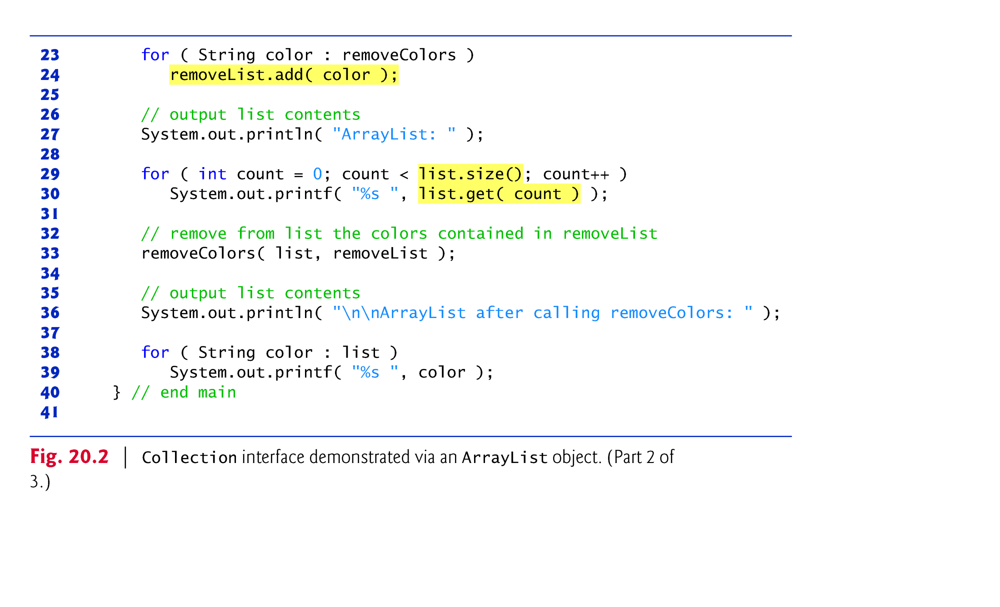 23 for ( String color : removeColors )
24 removeList.add( color );
25
26 // output list contents
27 System.out.println( "ArrayList: " );
28
29 for ( int count = 0; count < list.size(); count++ )
30 System.out.printf( "%s ", list.get( count ) );
31
32 // remove from list the colors contained in removeList
33 removeColors( list, removeList );
34
35 // output list contents
36 System.out.println( "\n\nArrayList after calling removeColors: " );
37
38 for ( String color : list )
39 System.out.printf( "%s ", color );
40 } // end main
41
Fig. 20.2 | Collection interface demonstrated via an ArrayList object. (Part 2 of
3.)